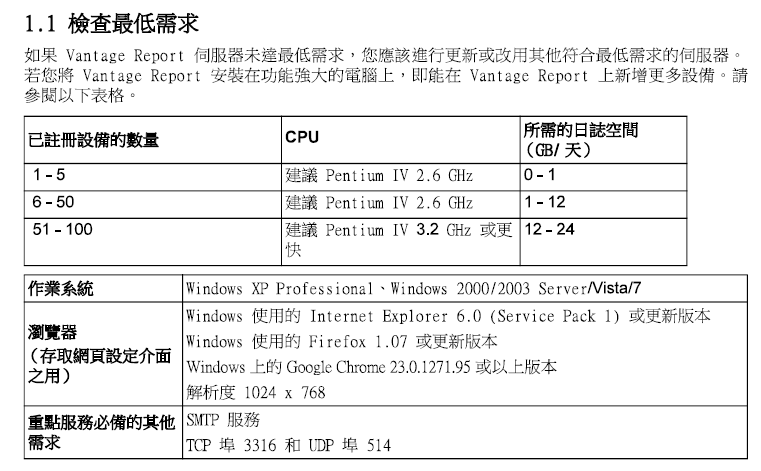 1.1 檢查最低需求
如果 Vantage Report 伺服器未達最低需求，您應該進行更新或改用其他符合最低需求的伺服器。
若您將 Vantage Report 安裝在功能強大的電腦上，即能在 Vantage Report 上新增更多設備。請
參閱以下表格。
已註冊設備的數量 CPU 所需的日誌空間
（GB/ 天）
1 - 5 建議 Pentium IV 2.6 GHz 0 - 1
6 - 50 建議 Pentium IV 2.6 GHz 1 - 12
51 - 100 建議 Pentium IV 3.2 GHz 或更 12 - 24
快
作業系統 Windows XP Professional、Windows 2000/2003 Server/Vista/7
瀏覽器
（存取網頁設定介面
之用）
Windows 使用的 Internet Explorer 6.0 (Service Pack 1) 或更新版本
Windows 使用的 Firefox 1.07 或更新版本
Windows 上的 Google Chrome 23.0.1271.95 或以上版本
解析度 1024 x 768
重點服務必備的其他
需求
SMTP 服務
TCP 埠 3316 和 UDP 埠 514